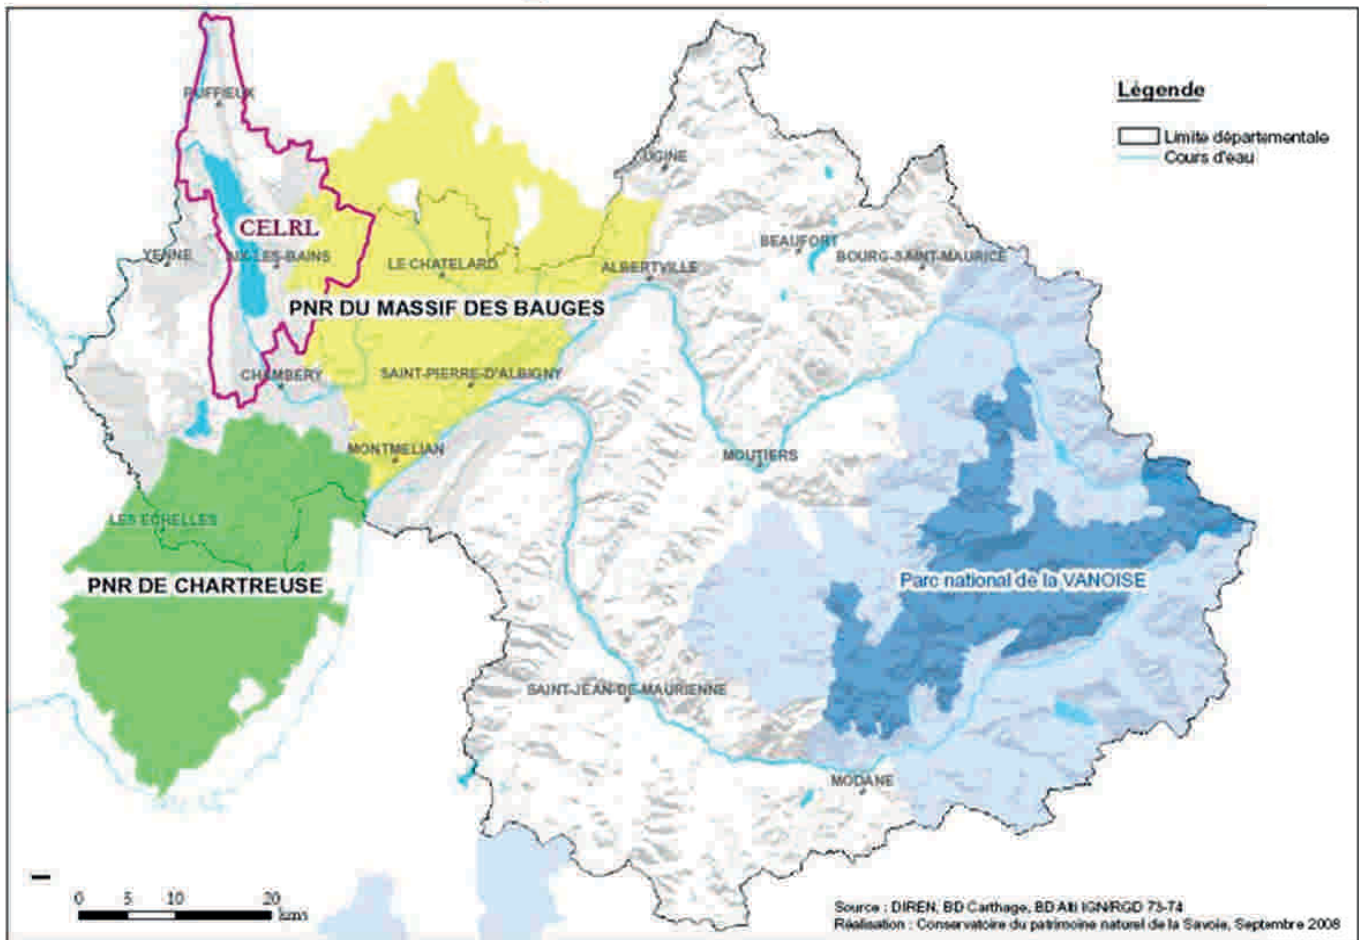 Légende
Limite départementale
Cours d'eau
RUFFIEUX
UGINE
CELRL
YENNE
AIX-LES-BAINS
LE CHATELARD
ALBERTVILLE
BEAUFORT
BOURG-SAINT-MAURICE
PNR DU MASSIF DES BAUGES
CHAMBERY
SAINT-PIERRE-D'ALBIGNY
MONTMELIAN
MOUTIERS
LES ECHELLES
PNR DE CHARTREUSE
Parc national de la VANOISE
SAINT-JEAN-DE-MAURIENNE
MODANE
0 5 10 20
kms
Source : DIREN, BD Carthage, BD Alti IGN/RGD 73-74
Réalisation : Conservatoire du patrimoine naturel de la Savoie, Septembre 2008